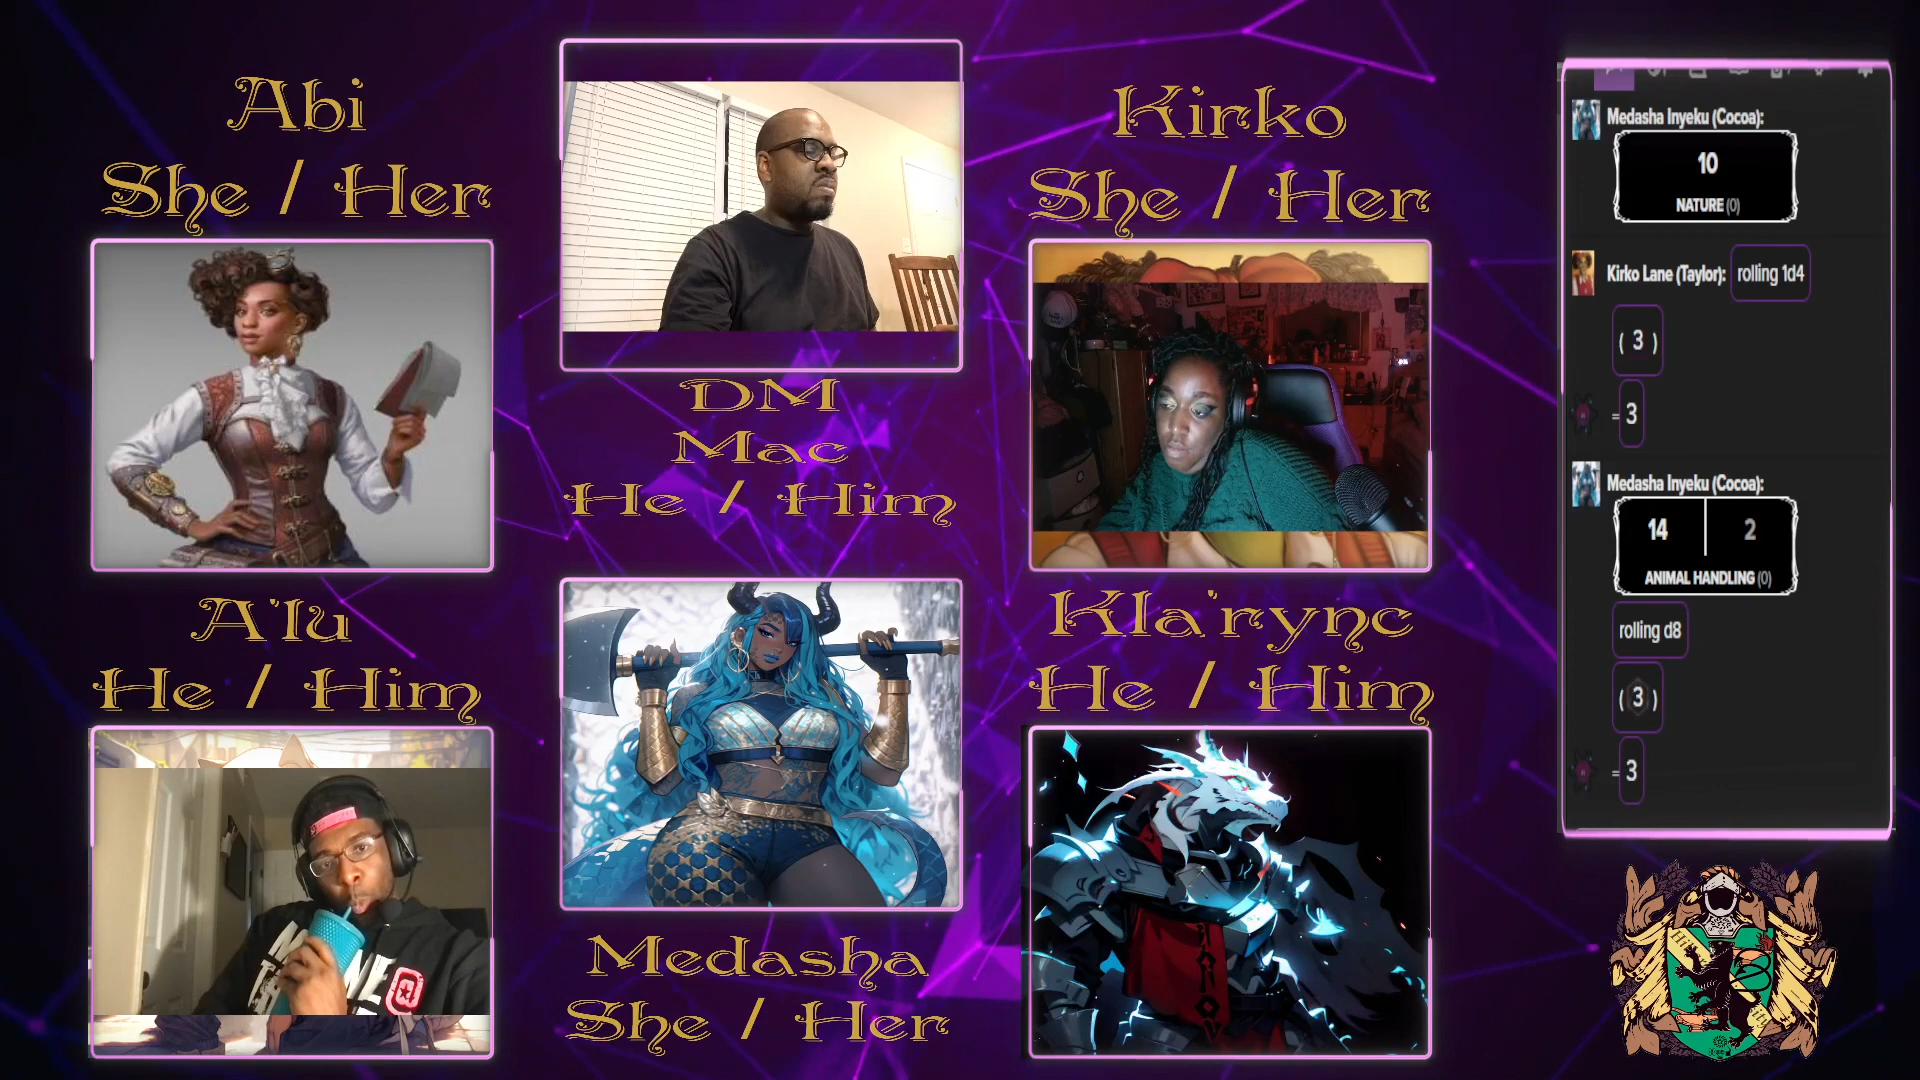 Abi
She / Her
DM
Mac
He / Him
Kirko
She / Her
A'lu
He / Him
Medasha
She / Her
Kla'rync
He / Him
Medasha Inyeku (Cocoa):
10
NATURE (0)
Kirko Lane (Taylor): rolling 1d4
( 3 )
= 3
Medasha Inyeku (Cocoa):
14 2
ANIMAL HANDLING (0)
rolling d8
( 3 )
= 3